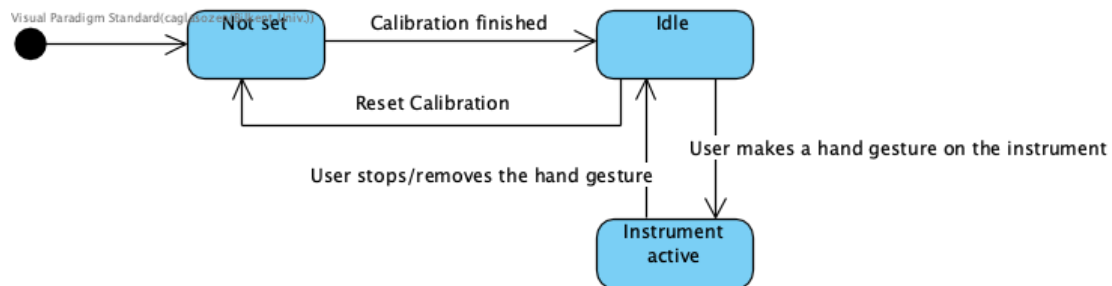 Visual Paradigm Standard
Not set
Calibration finished
Idle
Reset Calibration
User makes a hand gesture on the instrument
User stops/removes the hand gesture
Instrument
active